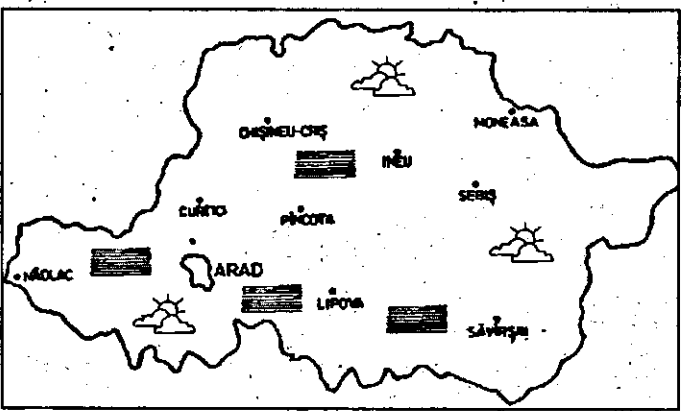 CHIȘINEU-CRIȘ
MONEASA
INEU
SEBIȘ
CURTICI
PÎNCOTA
NĂDLAC
ARAD
LIPOVA
SĂVÎRȘIN